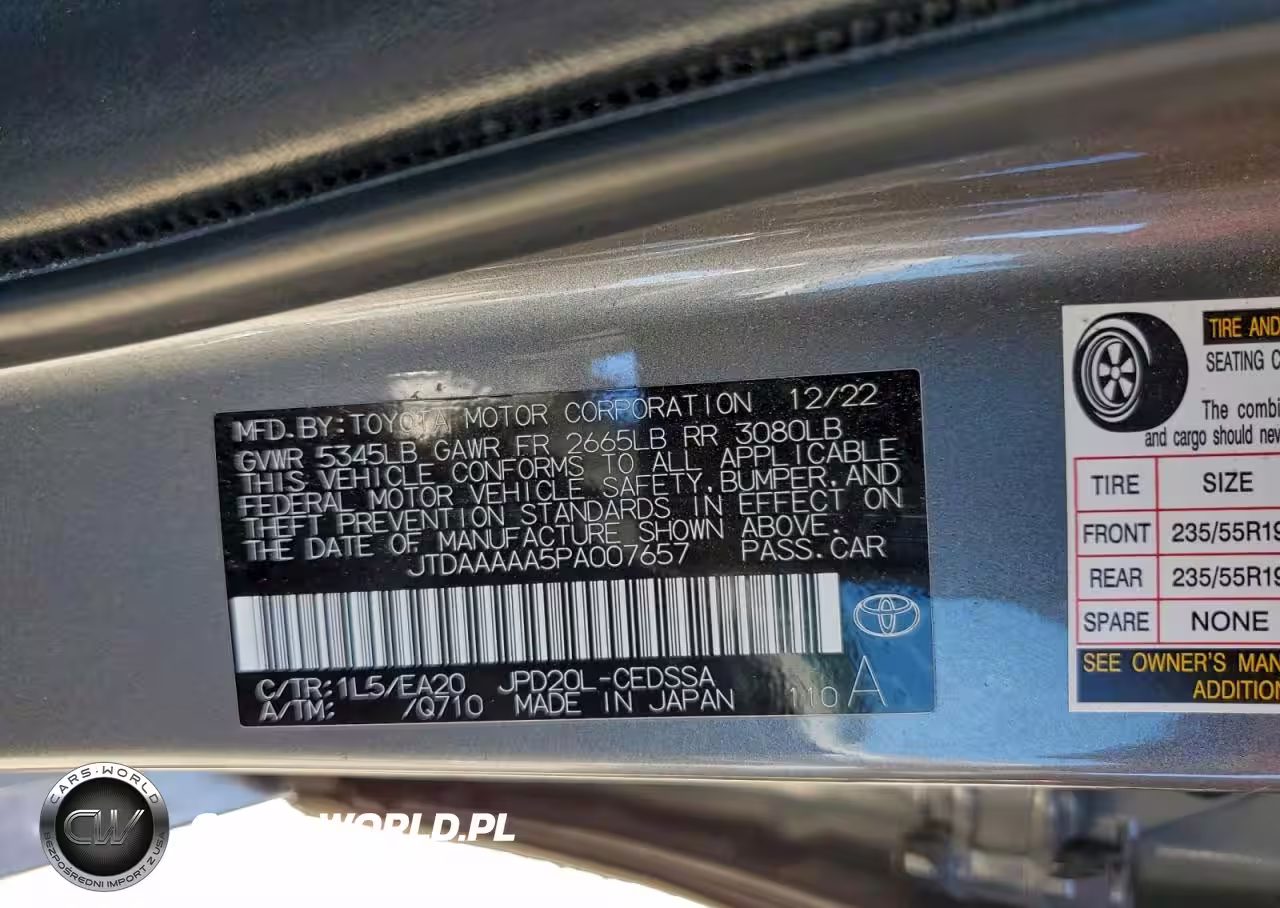 MFD.BY:TOYOTA MOTOR CORPORATION 12/22
GVWR 5345LB GAWR FR 2665LB RR 3080LB
THIS VEHICLE CONFORMS TO ALL APPLICABLE
FEDERAL MOTOR VEHICLE SAFETY,BUMPER,AND
THEFT PREVENTION STANDARDS IN EFFECT ON
THE DATE OF MANUFACTURE SHOWN ABOVE.
JTDAAAAA5PA007657 PASS.CAR
C/TR:1L5/EA20 JPD20L-CEDSSA
A/TM: /Q710 MADE IN JAPAN 110 A
TIRE AND
SEATING
The
and cargo should
TIRE SIZE
FRONT 235/55R19
REAR 235/55R19
SPARE NONE
SEE OWNER'S
CARS-WORLD
CW
BEZPOŚREDNI IMPORT Z USA
WORLD.PL